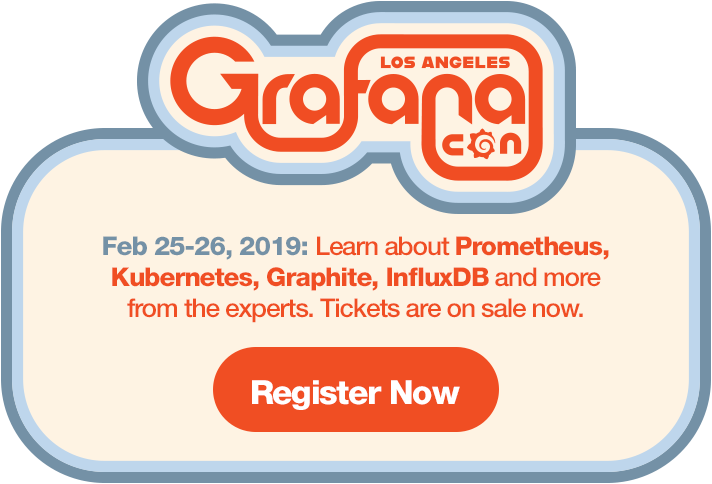 LOS ANGELES
Grafana
con
Feb 25-26, 2019: Learn about Prometheus,
Kubernetes, Graphite, InfluxDB and more
from the experts. Tickets are on sale now.
Register Now